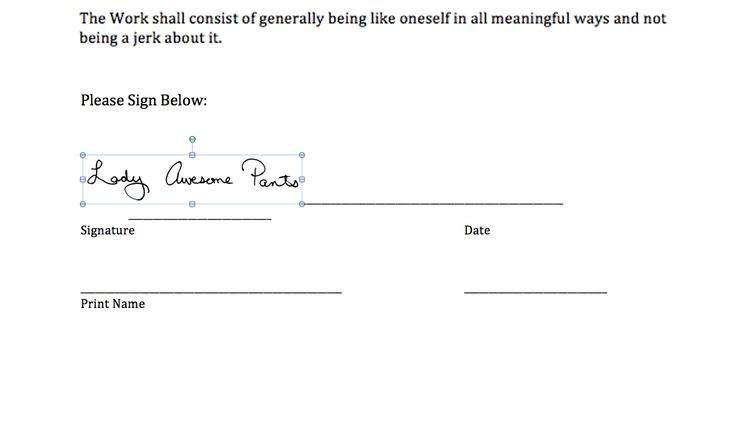 The Work shall consist of generally being like oneself in all meaningful ways and not
being a jerk about it.
Please Sign Below:
Lady Awesome Pants
Signature Date
Print Name